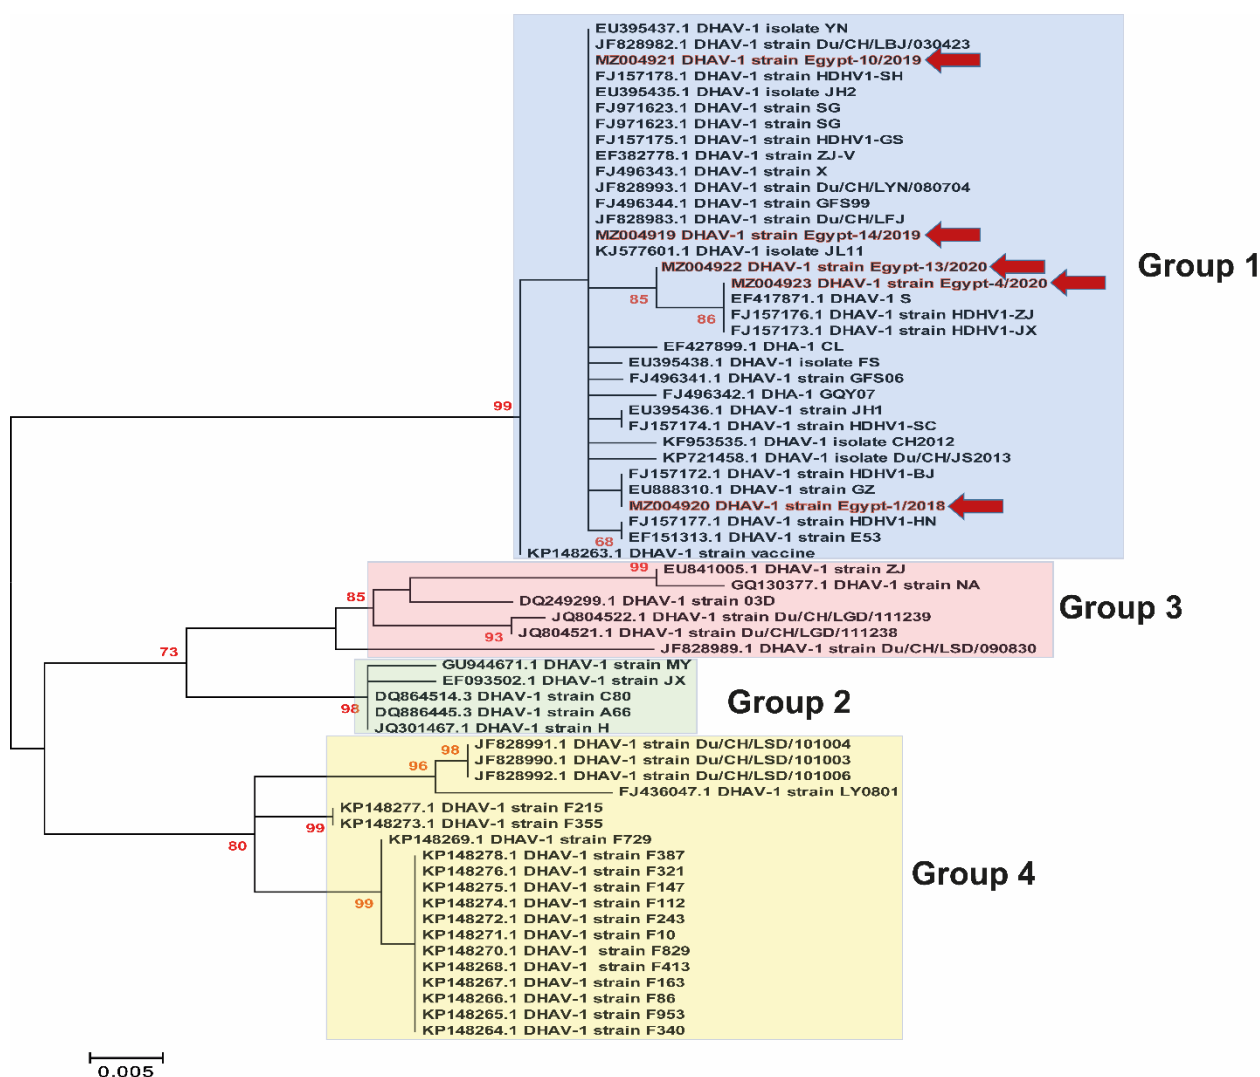 EU395437.1 DHAV-1 isolate YN
JF828982.1 DHAV-1 strain Du/CH/LBJ/030423
MZ004921 DHAV-1 strain Egypt-10/2019
FJ157178.1 DHAV-1 strain HDHV1-SH
EU395435.1 DHAV-1 isolate JH2
FJ971623.1 DHAV-1 strain SG
FJ971623.1 DHAV-1 strain SG
FJ157175.1 DHAV-1 strain HDHV1-GS
EF382778.1 DHAV-1 strain ZJ-V
FJ496343.1 DHAV-1 strain X
JF828993.1 DHAV-1 strain Du/CH/LYN/080704
FJ496344.1 DHAV-1 strain GFS99
JF828983.1 DHAV-1 strain Du/CH/LFJ
MZ004919 DHAV-1 strain Egypt-14/2019
KJ577601.1 DHAV-1 isolate JL11
MZ004922 DHAV-1 strain Egypt-13/2020
Group 1
MZ004923 DHAV-1 strain Egypt-4/2020
85
EF417871.1 DHAV-1 S
86
FJ157176.1 DHAV-1 strain HDHV1-ZJ
FJ157173.1 DHAV-1 strain HDHV1-JX
EF427899.1 DHA-1 CL
EU395438.1 DHAV-1 isolate FS
FJ496341.1 DHAV-1 strain GFS06
FJ496342.1 DHA-1 GQY07
99
EU395436.1 DHAV-1 strain JH1
FJ157174.1 DHAV-1 strain HDHV1-SC
KF953535.1 DHAV-1 isolate CH2012
KP721458.1 DHAV-1 isolate Du/CH/JS2013
FJ157172.1 DHAV-1 strain HDHV1-BJ
EU888310.1 DHAV-1 strain GZ
MZ004920 DHAV-1 strain Egypt-1/2018
FJ157177.1 DHAV-1 strain HDHV1-HN
68
EF151313.1 DHAV-1 strain E53
KP148263.1 DHAV-1 strain vaccine
99
EU841005.1 DHAV-1 strain ZJ
GQ130377.1 DHAV-1 strain NA
85
DQ249299.1 DHAV-1 strain 03D
Group 3
JQ804522.1 DHAV-1 strain Du/CH/LGD/111239
93
JQ804521.1 DHAV-1 strain Du/CH/LGD/111238
73
JF828989.1 DHAV-1 strain Du/CH/LSD/090830
GU944671.1 DHAV-1 strain MY
EF093502.1 DHAV-1 strain JX
DQ864514.3 DHAV-1 strain C80
Group 2
98
DQ886445.3 DHAV-1 strain A66
JQ301467.1 DHAV-1 strain H
JF828991.1 DHAV-1 strain Du/CH/LSD/101004
98
JF828990.1 DHAV-1 strain Du/CH/LSD/101003
96
JF828992.1 DHAV-1 strain Du/CH/LSD/101006
FJ436047.1 DHAV-1 strain LY0801
KP148277.1 DHAV-1 strain F215
99
KP148273.1 DHAV-1 strain F355
80
KP148269.1 DHAV-1 strain F729
KP148278.1 DHAV-1 strain F387
KP148276.1 DHAV-1 strain F321
Group 4
KP148275.1 DHAV-1 strain F147
99
KP148274.1 DHAV-1 strain F112
KP148272.1 DHAV-1 strain F243
KP148271.1 DHAV-1 strain F10
KP148270.1 DHAV-1 strain F829
KP148268.1 DHAV-1 strain F413
KP148267.1 DHAV-1 strain F163
KP148266.1 DHAV-1 strain F86
KP148265.1 DHAV-1 strain F953
KP148264.1 DHAV-1 strain F340
0.005